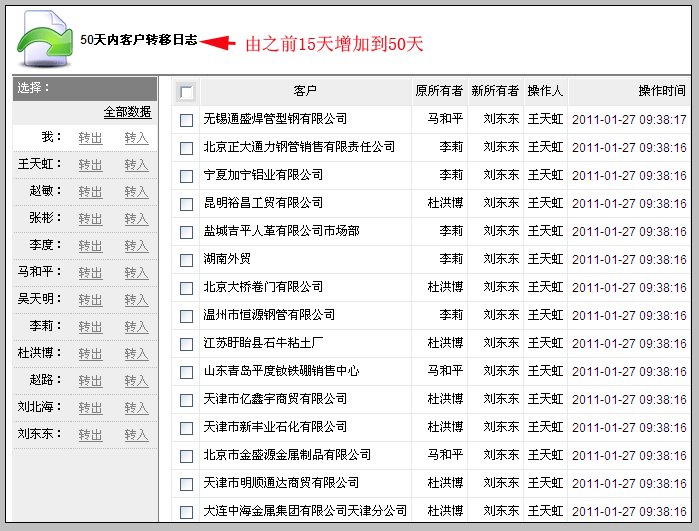 50天内客户转移日志 由之前15天增加到50天
选择：
全部数据
我： 转出 转入
王天虹： 转出 转入
赵敏： 转出 转入
张彬： 转出 转入
李度： 转出 转入
马和平： 转出 转入
吴天明： 转出 转入
李莉： 转出 转入
杜洪博： 转出 转入
赵路： 转出 转入
刘北海： 转出 转入
刘东东： 转出 转入
客户 原所有者 新所有者 操作人 操作时间
无锡通盛焊管型钢有限公司 马和平 刘东东 王天虹 2011-01-27 09:38:17
北京正大通力钢管销售有限责任公司 李莉 刘东东 王天虹 2011-01-27 09:38:16
宁夏加宁铝业有限公司 李莉 刘东东 王天虹 2011-01-27 09:38:16
昆明裕昌工贸有限公司 杜洪博 刘东东 王天虹 2011-01-27 09:38:16
盐城吉平人革有限公司市场部 李莉 刘东东 王天虹 2011-01-27 09:38:16
湖南外贸 李莉 刘东东 王天虹 2011-01-27 09:38:16
北京大桥卷门有限公司 杜洪博 刘东东 王天虹 2011-01-27 09:38:16
温州市恒源钢管有限公司 李莉 刘东东 王天虹 2011-01-27 09:38:16
江苏盱眙县石牛粘土厂 杜洪博 刘东东 王天虹 2011-01-27 09:38:16
山东青岛平度钕铁硼销售中心 马和平 刘东东 王天虹 2011-01-27 09:38:16
天津市亿鑫宇商贸有限公司 杜洪博 刘东东 王天虹 2011-01-27 09:38:16
天津市新丰业石化有限公司 杜洪博 刘东东 王天虹 2011-01-27 09:38:16
北京市金盛源金属制品有限公司 马和平 刘东东 王天虹 2011-01-27 09:38:16
天津市明顺通达商贸有限公司 杜洪博 刘东东 王天虹 2011-01-27 09:38:16
大连中海金属集团有限公司天津分公司 杜洪博 刘东东 王天虹 2011-01-27 09:38:16